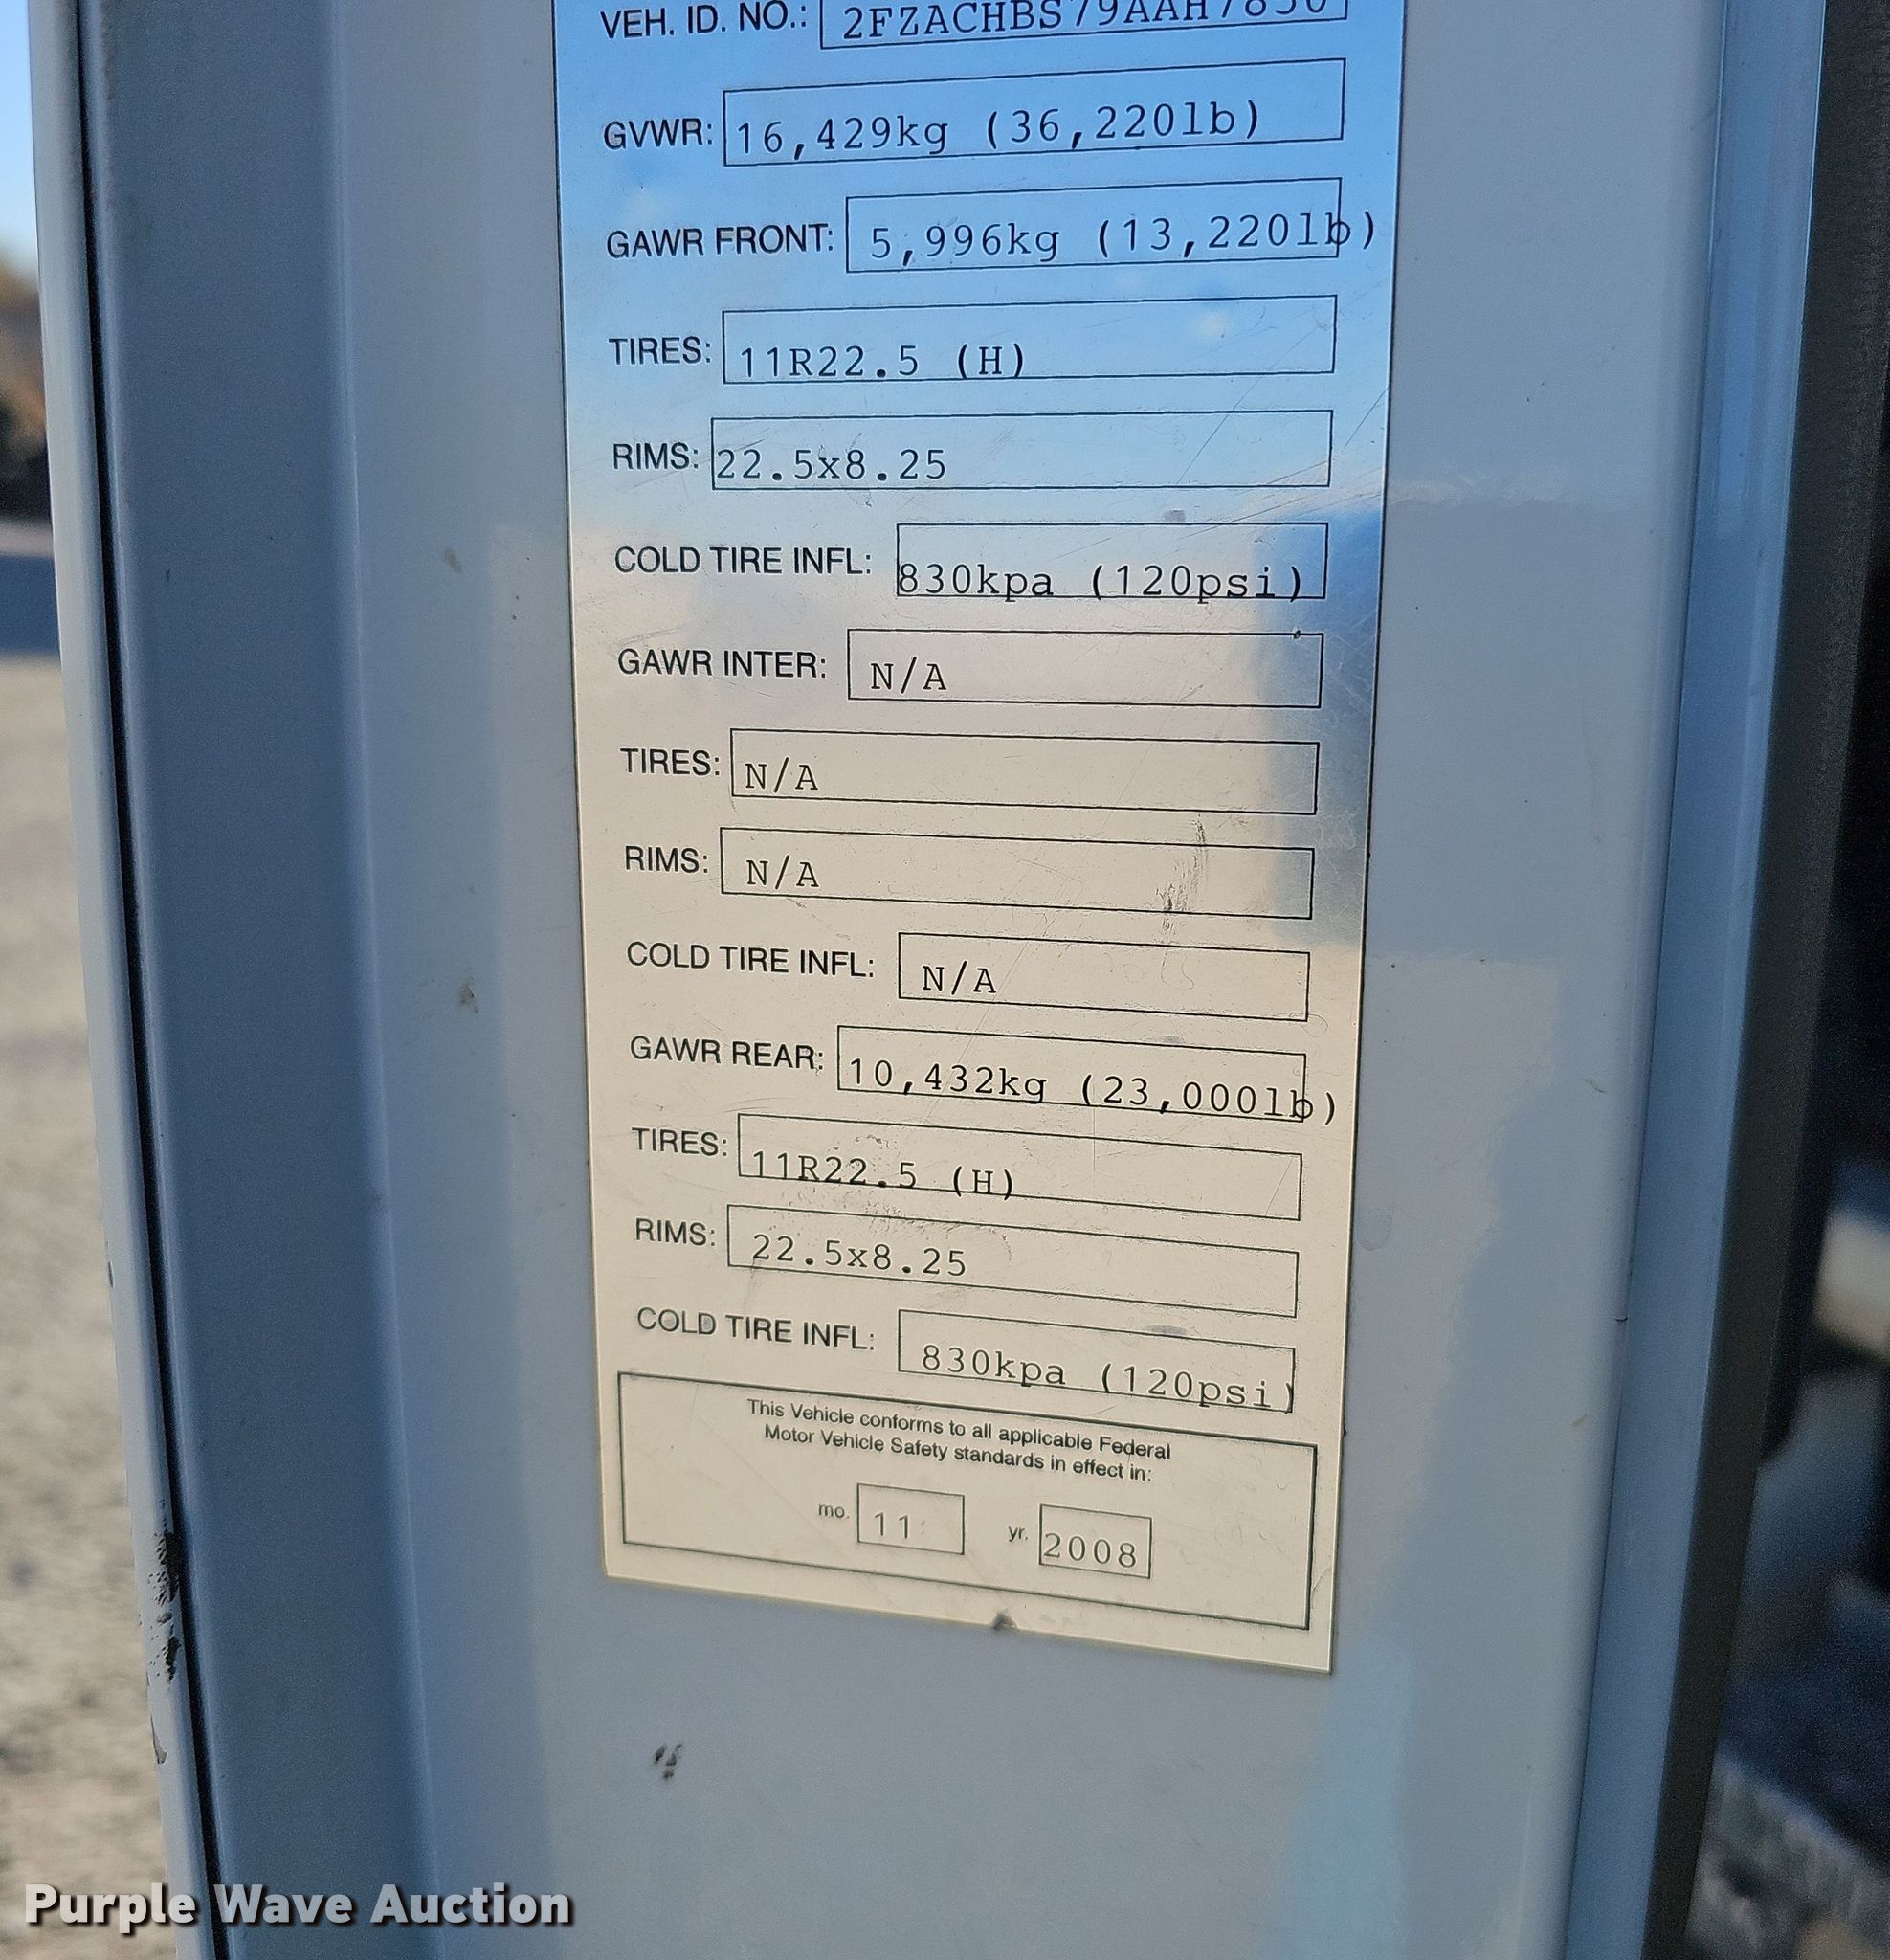 VEH. ID. NO.: 2FZACHBS79AAH7850
GVWR: 16,429kg (36,220lb)
GAWR FRONT: 5,996kg (13,220lb)
TIRES: 11R22.5 (H)
RIMS: 22.5x8.25
COLD TIRE INFL: 830kpa (120psi)
GAWR INTER: N/A
TIRES: N/A
RIMS: N/A
COLD TIRE INFL: N/A
GAWR REAR: 10,432kg (23,000lb)
TIRES: 11R22.5 (H)
RIMS: 22.5x8.25
COLD TIRE INFL: 830kpa (120psi)
This Vehicle conforms to all applicable Federal
Motor Vehicle Safety standards in effect in:
mo. 11 yr. 2008
Purple Wave Auction